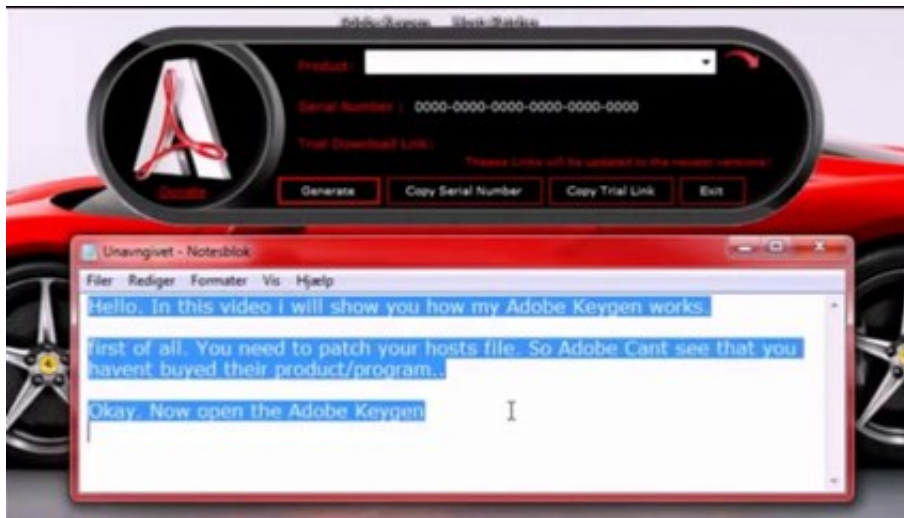 Product:
Serial Number : 0000-0000-0000-0000-0000-0000
Trial Download Link:
These Links will be updated to the newest versions!
Donate
Generate Copy Serial Number Copy Trial Link Exit
Unavngivet - Notesblok
Filer Rediger Formater Vis Hjælp
Hello. In this video i will show you how my Adobe Keygen works.
first of all. You need to patch your hosts file. So Adobe Cant see that you
havent buyed their product/program..
Okay. Now open the Adobe Keygen